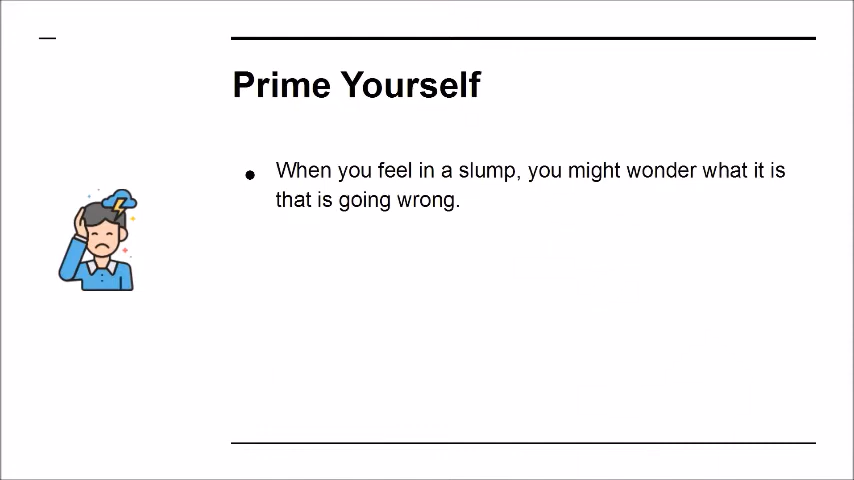 Prime Yourself
● When you feel in a slump, you might wonder what it is
that is going wrong.